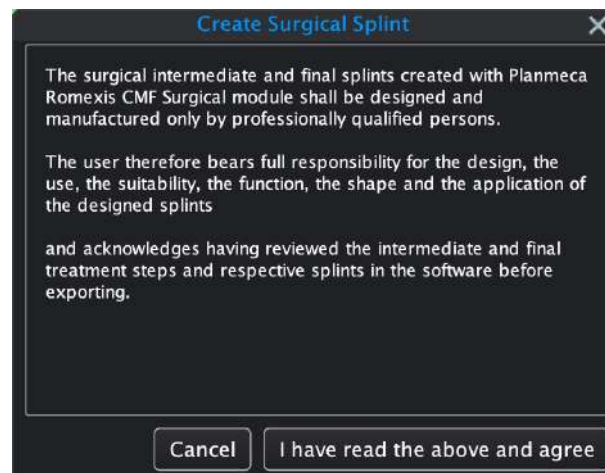 Create Surgical Splint
The surgical intermediate and final splints created with Planmeca
Romexis CMF Surgical module shall be designed and
manufactured only by professionally qualified persons.
The user therefore bears full responsibility for the design, the
use, the suitability, the function, the shape and the application of
the designed splints
and acknowledges having reviewed the intermediate and final
treatment steps and respective splints in the software before
exporting.
Cancel
I have read the above and agree